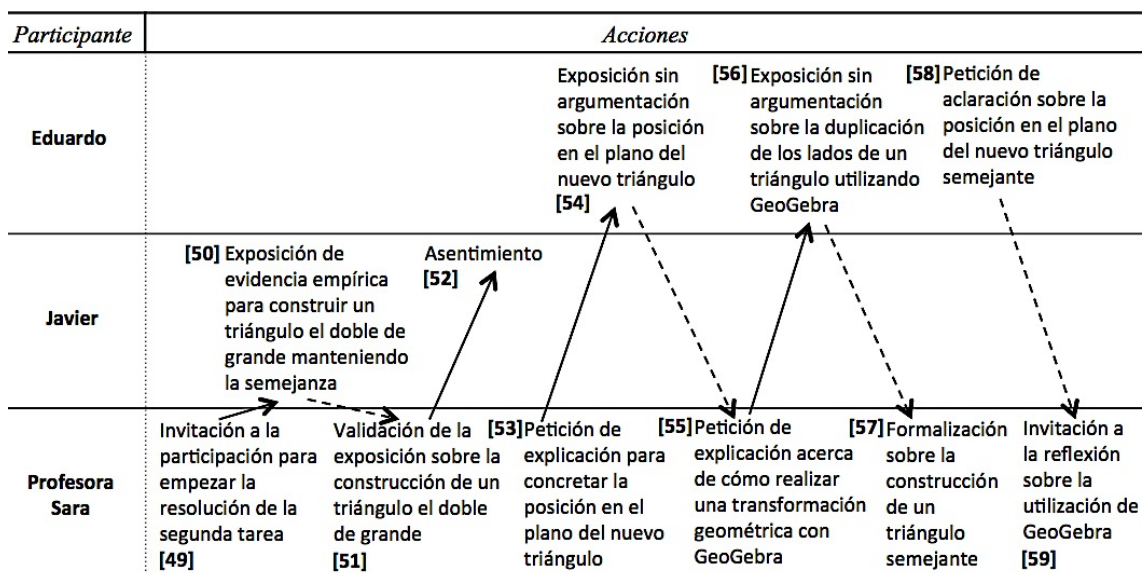 Participante
Acciones
Eduardo
Exposición sin
argumentación
sobre la posición
en el plano del
nuevo triángulo
[54]
[56] Exposición sin
argumentación
sobre la duplicación
de los lados de un
triángulo utilizando
GeoGebra
[58] Petición de
aclaración sobre la
posición en el plano
del nuevo triángulo
semejante
Javier
[50] Exposición de
evidencia empírica
para construir un
triángulo el doble de
grande manteniendo
la semejanza
Asentimiento
[52]
Profesora
Sara
Invitación a la
participación para
empezar la
resolución de la
segunda tarea
[49]
Validación de la
exposición sobre la
construcción de un
triángulo el doble
de grande
[51]
[53] Petición de
explicación para
concretar la
posición en el
plano del nuevo
triángulo
[55] Petición de
explicación acerca
de cómo realizar
una transformación
geométrica con
GeoGebra
[57] Formalización
sobre la
construcción
de un
triángulo
semejante
Invitación a
la reflexión
sobre la
utilización de
GeoGebra
[59]